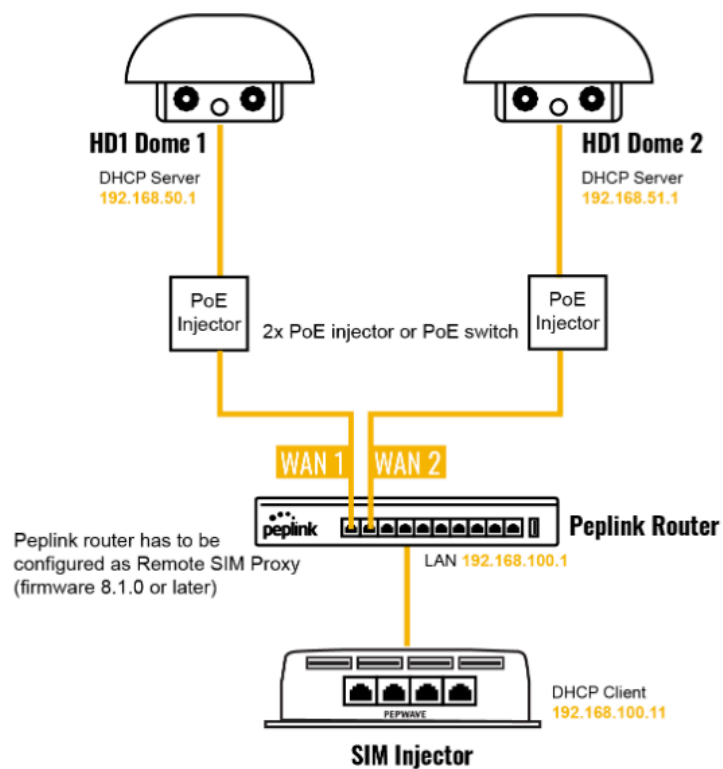 HD1 Dome 1
DHCP Server
192.168.50.1
HD1 Dome 2
DHCP Server
192.168.51.1
PoE
Injector
2x PoE injector or PoE switch
PoE
Injector
WAN 1
WAN 2
peplink
Peplink Router
Peplink router has to be
configured as Remote SIM Proxy
(firmware 8.1.0 or later)
LAN 192.168.100.1
PEPWAVE
DHCP Client
192.168.100.11
SIM Injector